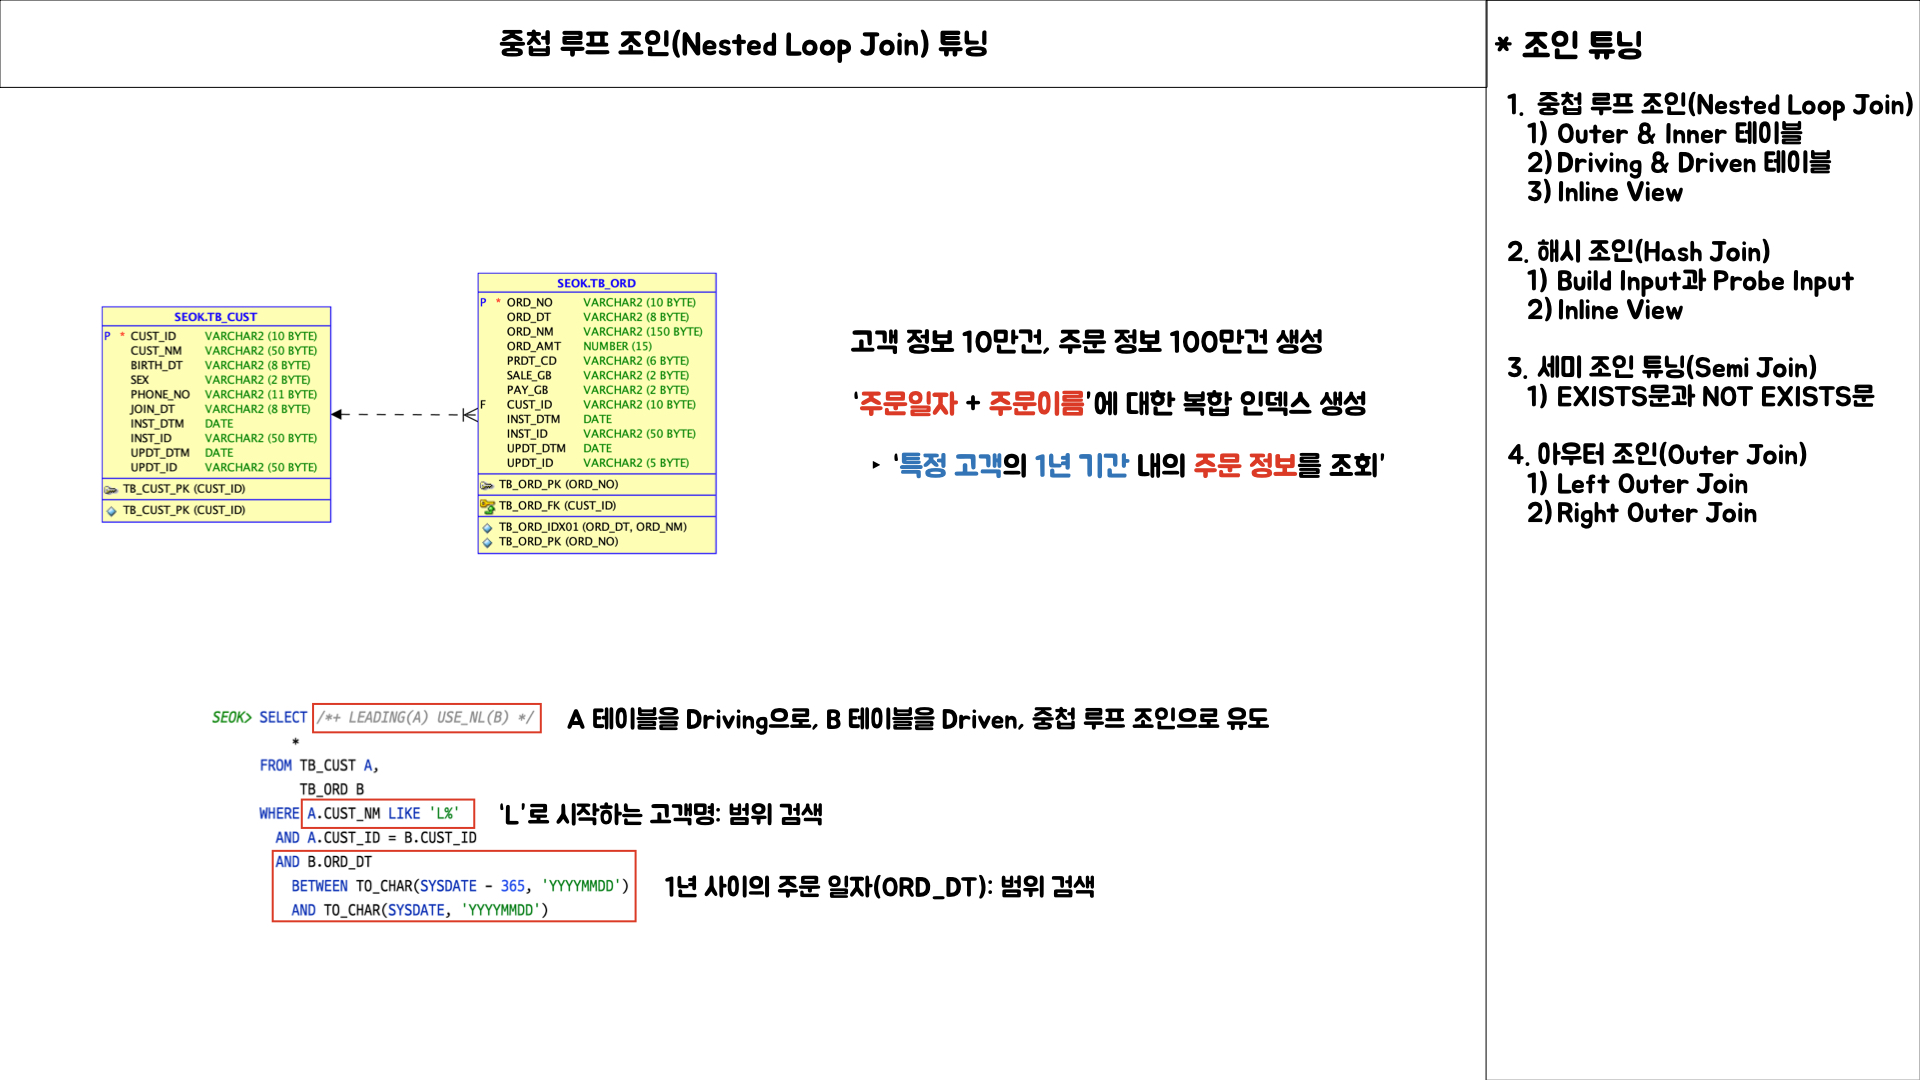 중첩 루프 조인(Nested Loop Join) 튜닝
SEOK.TB_CUST
P * CUST_ID VARCHAR2 (10 BYTE)
CUST_NM VARCHAR2 (50 BYTE)
BIRTH_DT VARCHAR2 (8 BYTE)
SEX VARCHAR2 (2 BYTE)
PHONE_NO VARCHAR2 (11 BYTE)
JOIN_DT VARCHAR2 (8 BYTE)
INST_DTM DATE
INST_ID VARCHAR2 (50 BYTE)
UPDT_DTM DATE
UPDT_ID VARCHAR2 (50 BYTE)
TB_CUST_PK (CUST_ID)
TB_CUST_PK (CUST_ID)
SEOK.TB_ORD
P * ORD_NO VARCHAR2 (10 BYTE)
ORD_DT VARCHAR2 (8 BYTE)
ORD_NM VARCHAR2 (150 BYTE)
ORD_AMT NUMBER (15)
PRDT_CD VARCHAR2 (6 BYTE)
SALE_GB VARCHAR2 (2 BYTE)
PAY_GB VARCHAR2 (2 BYTE)
F CUST_ID VARCHAR2 (10 BYTE)
INST_DTM DATE
INST_ID VARCHAR2 (50 BYTE)
UPDT_DTM DATE
UPDT_ID VARCHAR2 (5 BYTE)
TB_ORD_PK (ORD_NO)
TB_ORD_FK (CUST_ID)
TB_ORD_IDX01 (ORD_DT, ORD_NM)
TB_ORD_PK (ORD_NO)
고객 정보 10만건, 주문 정보 100만건 생성
'주문일자 + 주문이름'에 대한 복합 인덱스 생성
‣ '특정 고객의 1년 기간 내의 주문 정보를 조회'
SEOK> SELECT /*+ LEADING(A) USE_NL(B) */
*
FROM TB_CUST A,
TB_ORD B
WHERE A.CUST_NM LIKE 'L%'
AND A.CUST_ID = B.CUST_ID
AND B.ORD_DT
BETWEEN TO_CHAR(SYSDATE - 365, 'YYYYMMDD')
AND TO_CHAR(SYSDATE, 'YYYYMMDD')
A 테이블을 Driving으로, B 테이블을 Driven, 중첩 루프 조인으로 유도
'L'로 시작하는 고객명: 범위 검색
1년 사이의 주문 일자(ORD_DT): 범위 검색
* 조인 튜닝
1. 중첩 루프 조인(Nested Loop Join)
1) Outer & Inner 테이블
2) Driving & Driven 테이블
3) Inline View
2. 해시 조인(Hash Join)
1) Build Input과 Probe Input
2) Inline View
3. 세미 조인 튜닝(Semi Join)
1) EXISTS문과 NOT EXISTS문
4. 아우터 조인(Outer Join)
1) Left Outer Join
2) Right Outer Join